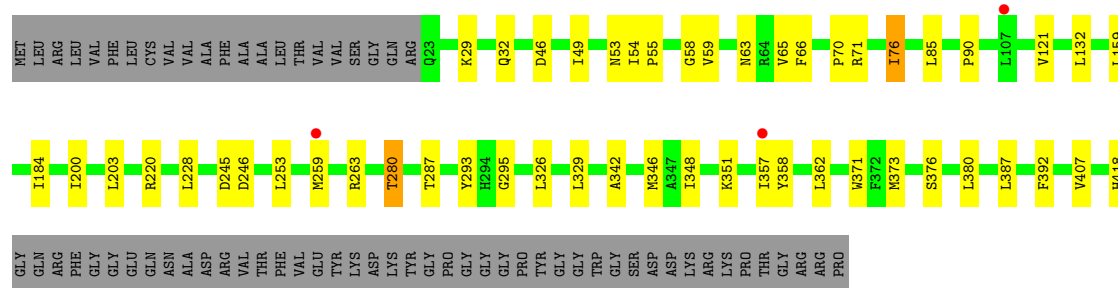 MET LEU ARG LEU VAL PHE LEU CYS VAL VAL ALA PHE ALA ALA LEU THR VAL VAL SER GLY GLN ARG Q23 K29 Q32 D46 I49 N53 I54 P55 G58 V59 N63 R64 V65 F66 P70 R71 I76 L85 P90 L107 V121 L132 L159
I184 I200 L203 R220 L228 D245 D246 L253 M259 R263 T280 T287 Y293 H294 G295 L326 L329 A342 M346 A347 I348 K351 I357 Y358 L362 W371 F372 M373 S376 L380 L387 F392 V407 H418
GLY GLN ARG PHE GLY GLY GLU GLN ASN ALA ASP ARG VAL THR PHE VAL GLU TYR LYS ASP LYS TYR GLY PRO GLY GLY GLY PRO TYR GLY GLY TRP GLY SER ASP ASP LYS ARG LYS PRO THR GLY ARG ARG PRO